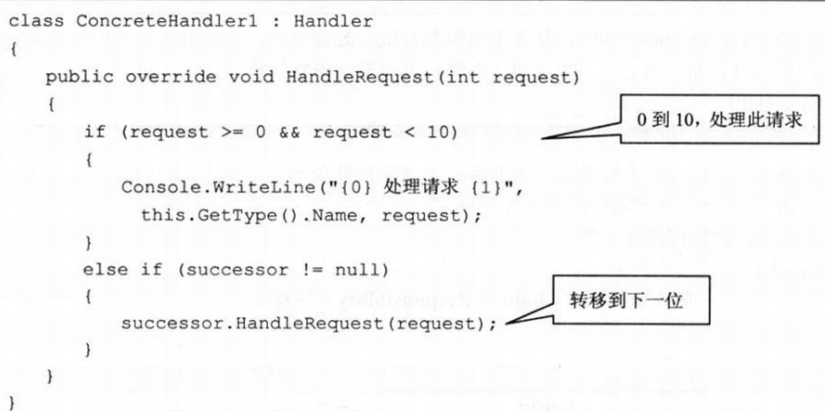 class ConcreteHandler1 : Handler
{
public override void HandleRequest(int request)
{
if (request >= 0 && request < 10)
0 到 10, 处理此请求
{
Console.WriteLine("{0} 处理请求 {1}",
this.GetType().Name, request);
}
else if (successor != null)
{
转移到下一位
successor.HandleRequest(request);
}
}
}